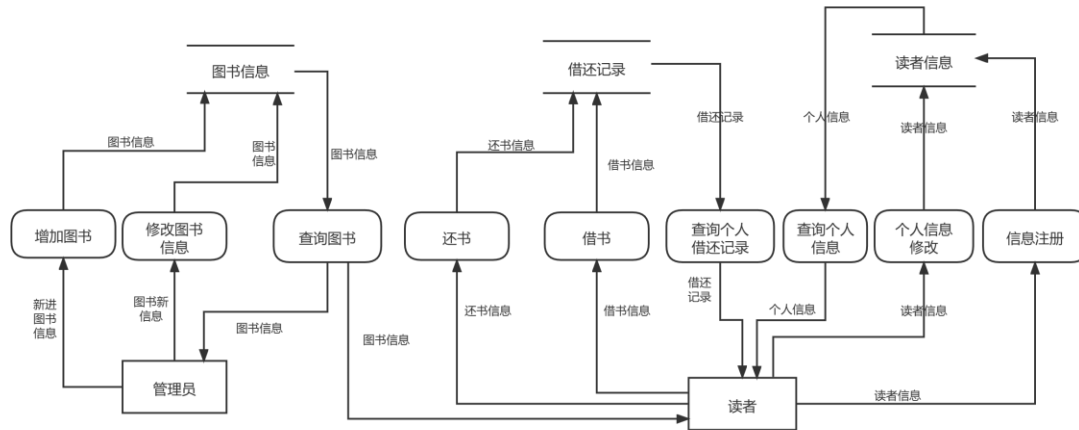 图书信息
借还记录
读者信息
图书信息
图书
信息
图书信息
还书信息
借书信息
借还记录
个人信息
读者信息
读者信息
增加图书
修改图书
信息
查询图书
还书
借书
查询个人
借还记录
查询个人
信息
个人信息
修改
信息注册
新进
图书
信息
图书新
信息
图书信息
图书信息
还书信息
借书信息
借还
记录
个人信息
读者信息
管理员
读者
读者信息